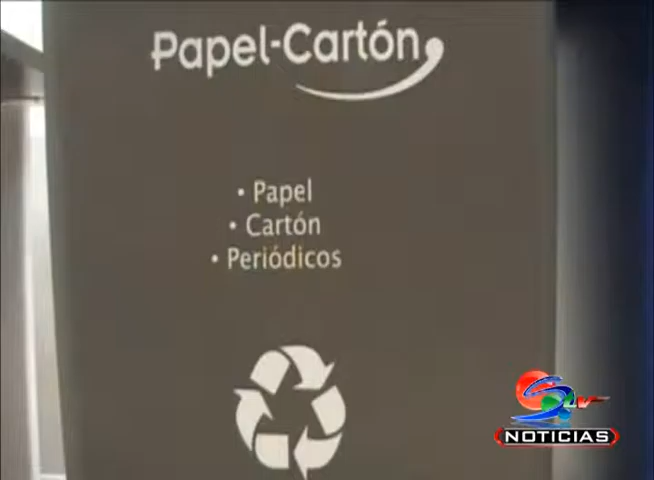 Papel-Cartón
• Papel
• Cartón
• Periódicos
NOTICIAS